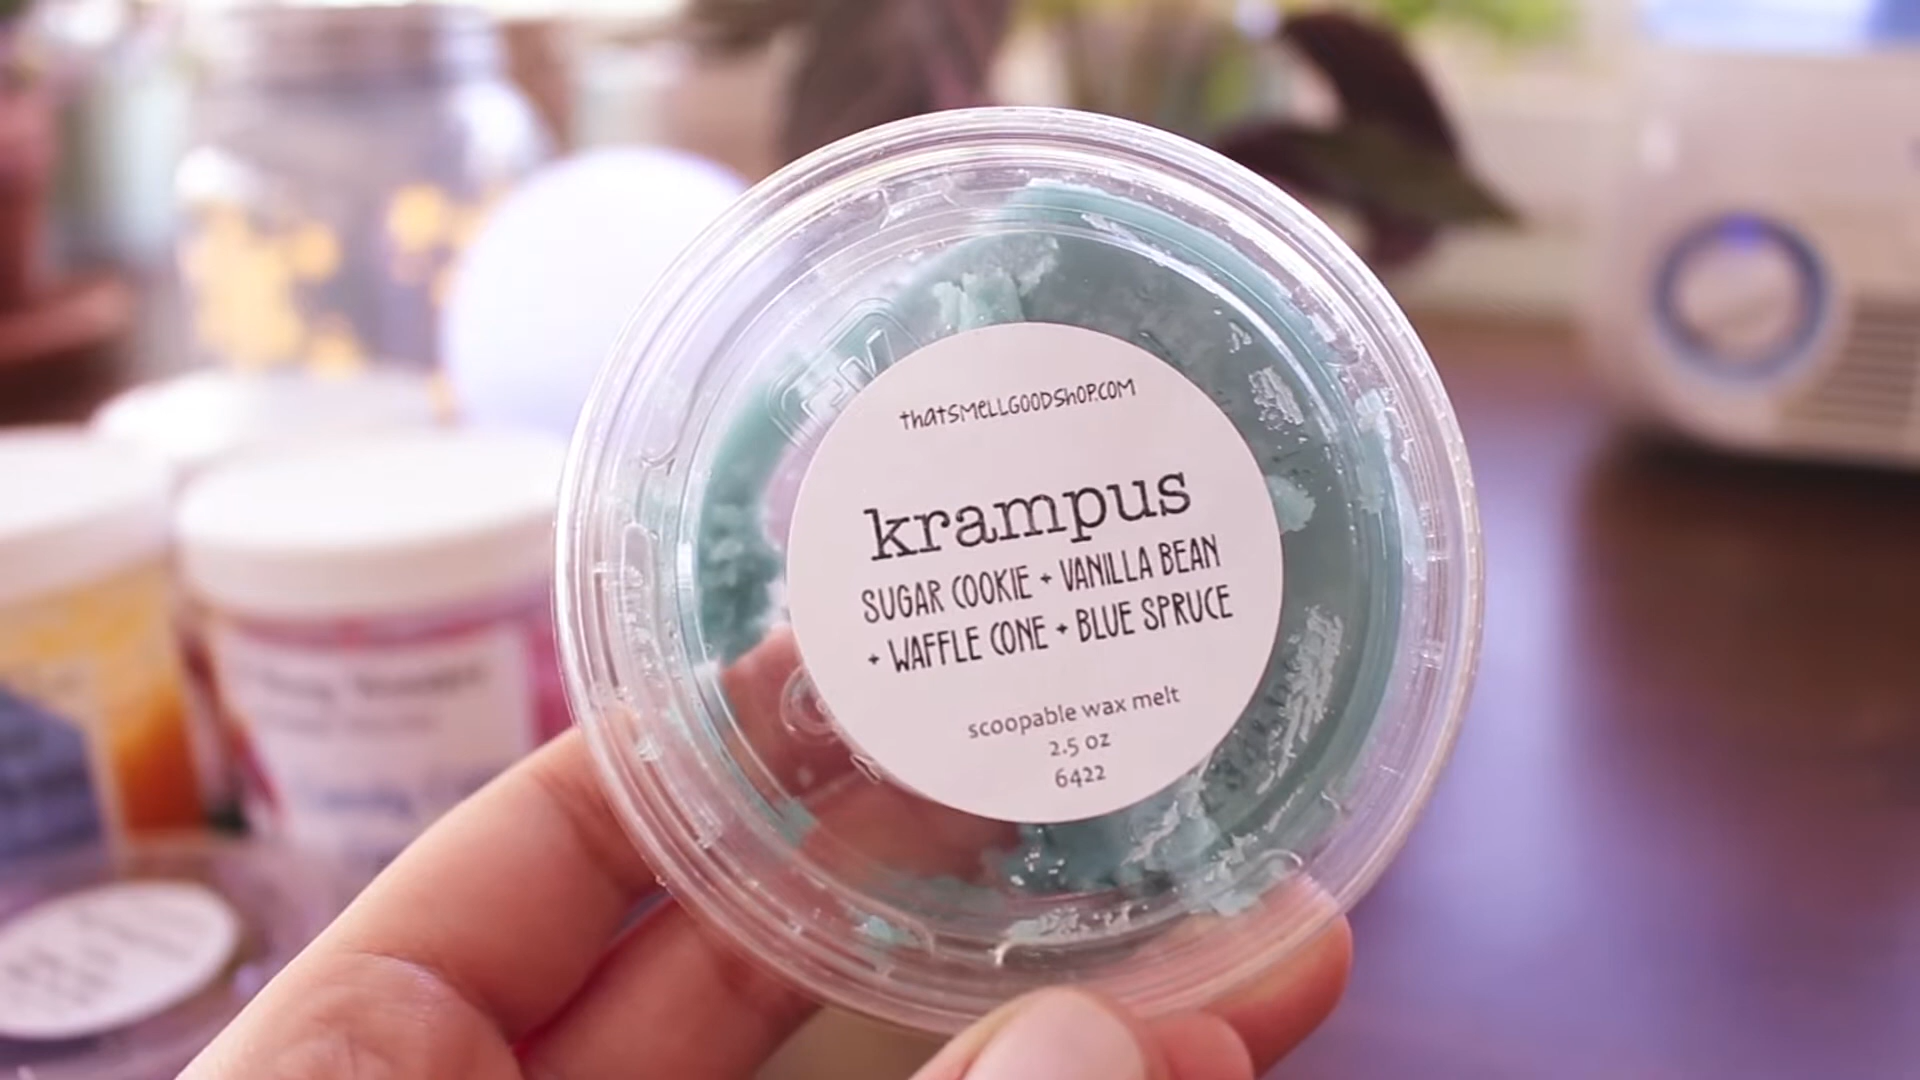 thatsmellgoodshop.com
krampus
SUGAR COOKIE + VANILLA BEAN
+ WAFFLE CONE + BLUE SPRUCE
scoopable wax melt
2.5 oz
6422